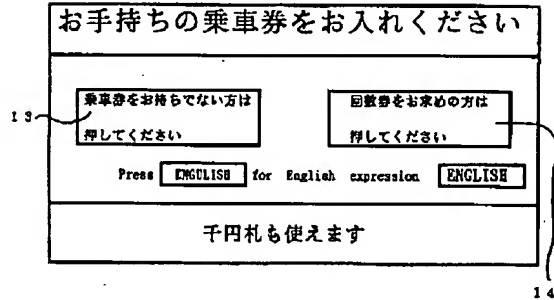 お手持ちの乗車券をお入れください
乗車券をお持ちでない方は
押してください
回数券をお求めの方は
押してください
13
Press ENGULISH for English expression ENGLISH
千円札も使えます
14